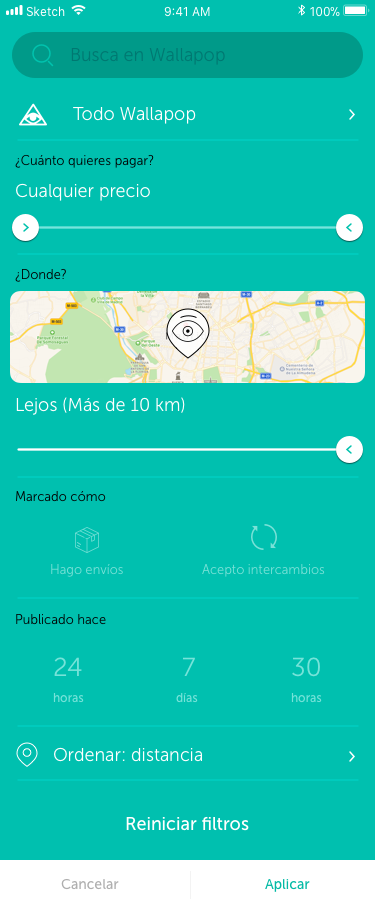 Sketch 9:41 AM 100%
Busca en Wallapop
Todo Wallapop
¿Cuánto quieres pagar?
Cualquier precio
¿Donde?
Lejos (Más de 10 km)
Marcado cómo
Hago envíos Acepto intercambios
Publicado hace
24 7 30
horas días horas
Ordenar: distancia
Reiniciar filtros
Cancelar Aplicar